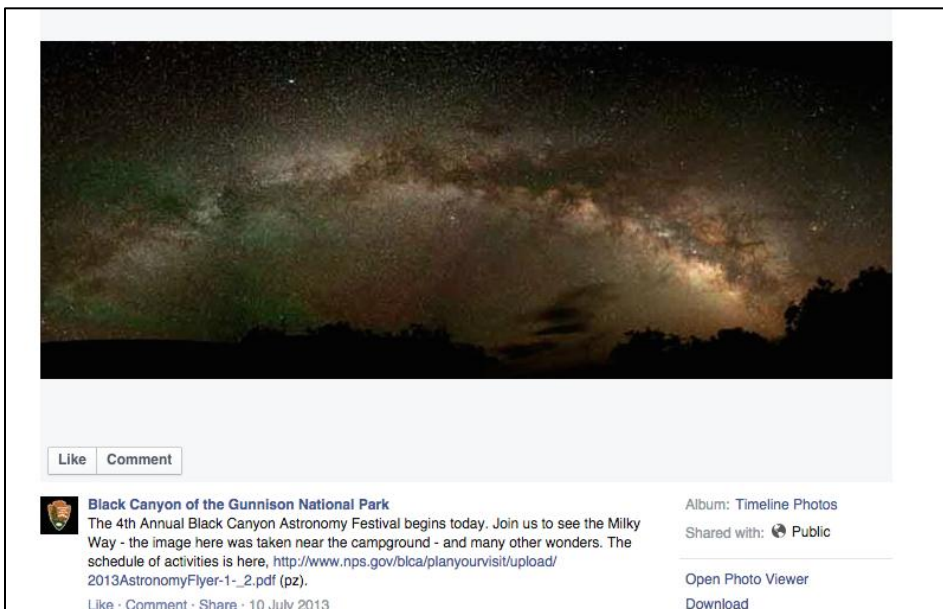 Like Comment
Black Canyon of the Gunnison National Park
The 4th Annual Black Canyon Astronomy Festival begins today. Join us to see the Milky
Way - the image here was taken near the campground - and many other wonders. The
schedule of activities is here, http://www.nps.gov/blca/planyourvisit/upload/
2013AstronomyFlyer-1-_2.pdf (pz).
Like · Comment · Share · 10 July 2013
Album: Timeline Photos
Shared with: Public
Open Photo Viewer
Download